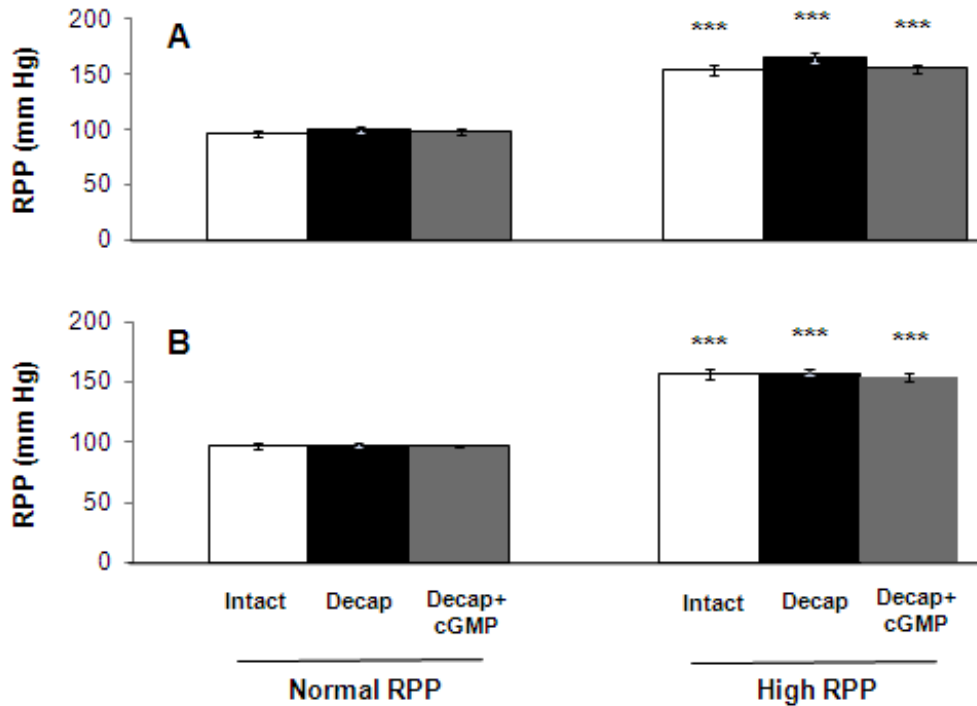 200
150
100
50
0
RPP (mm Hg)
A
*** *** ***
200
150
100
50
0
RPP (mm Hg)
B
*** *** ***
Intact Decap Decap+
cGMP
Intact Decap Decap+
cGMP
Normal RPP High RPP